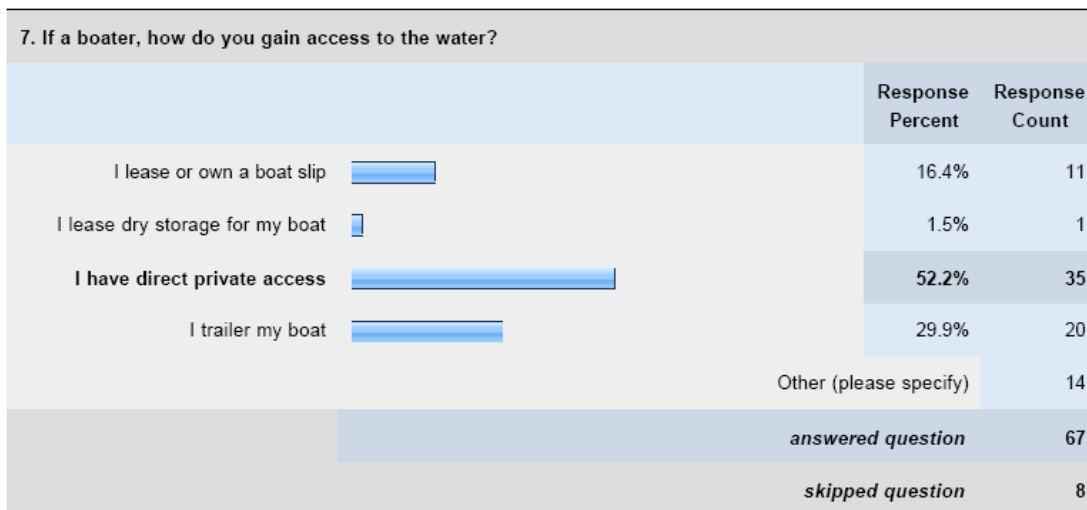 7. If a boater, how do you gain access to the water?
Response Percent Response Count
I lease or own a boat slip 16.4% 11
I lease dry storage for my boat 1.5% 1
I have direct private access 52.2% 35
I trailer my boat 29.9% 20
Other (please specify) 14
answered question 67
skipped question 8